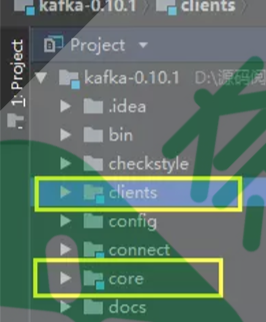 kafka-0.10.1 clients
1: Project
Project
kafka-0.10.1 D:\源码阅
.idea
bin
checkstyle
clients
config
connect
core
docs